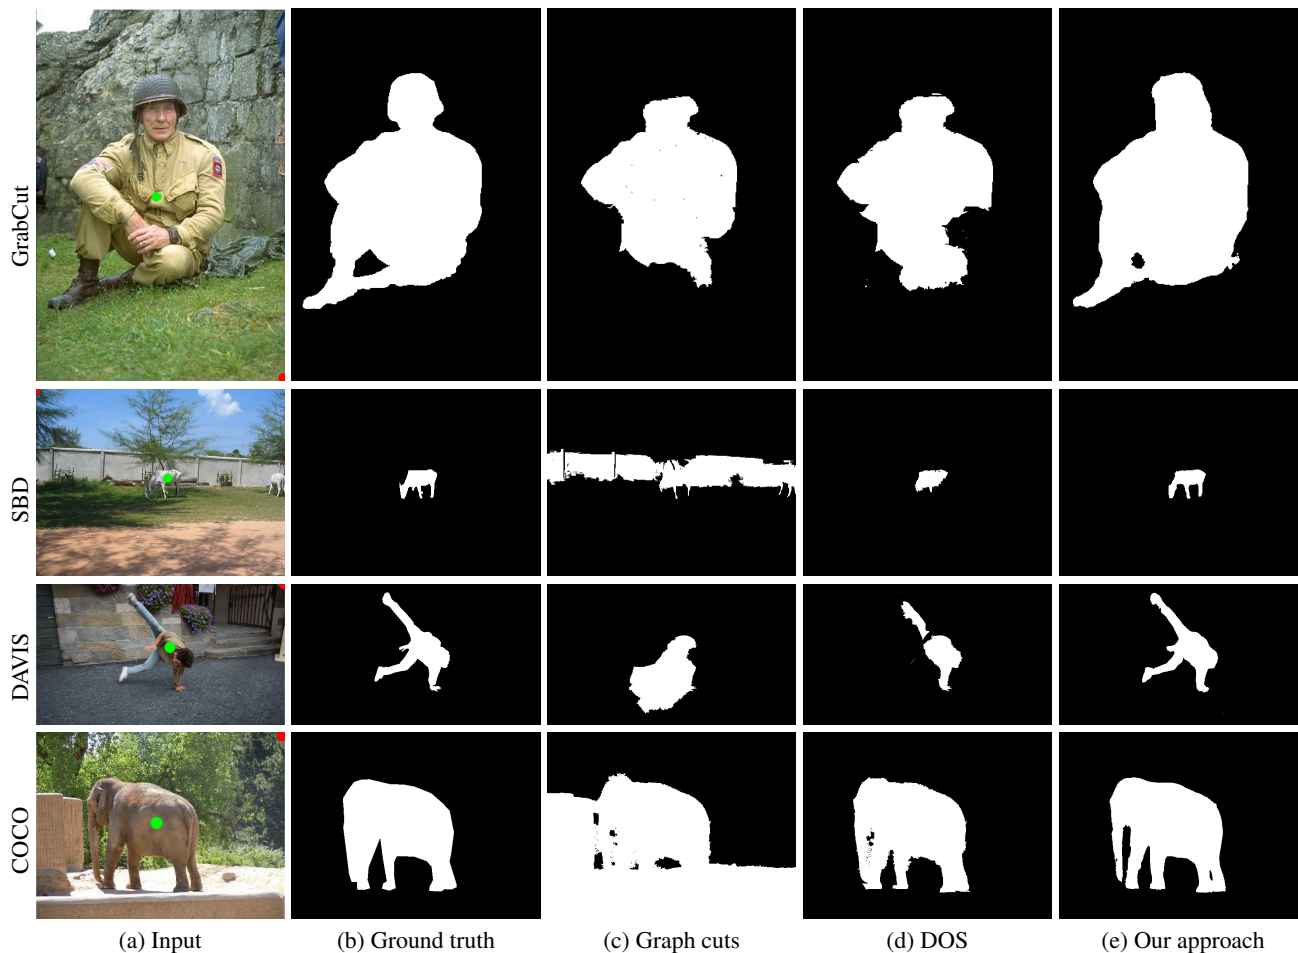 GrabCut
SBD
DAVIS
COCO
(a) Input
(b) Ground truth
(c) Graph cuts
(d) DOS
(e) Our approach